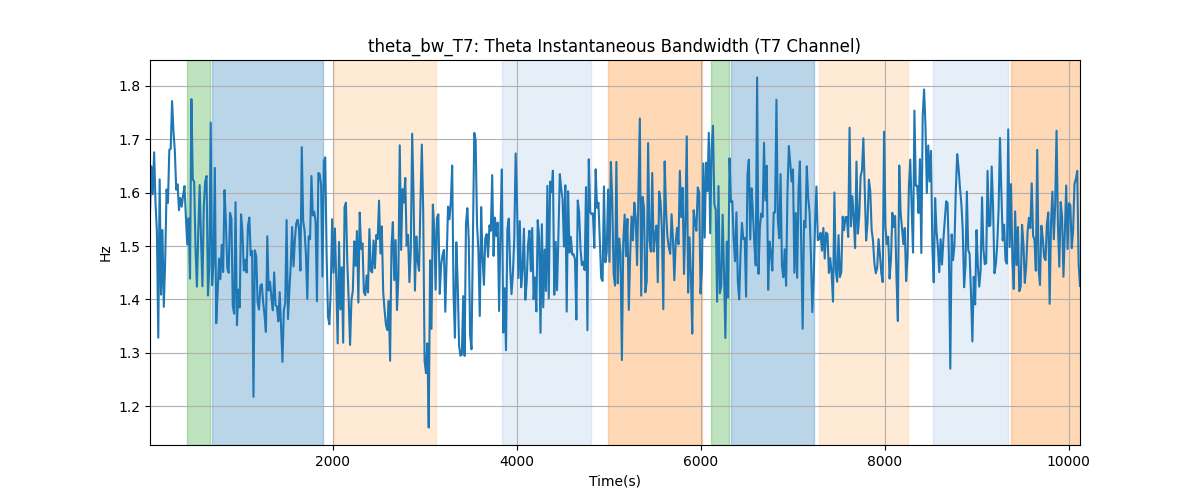 theta_bw_T7: Theta Instantaneous Bandwidth (T7 Channel)
1.8
1.7
1.6
1.5
1.4
1.3
1.2
Hz
2000 4000 6000 8000 10000
Time(s)